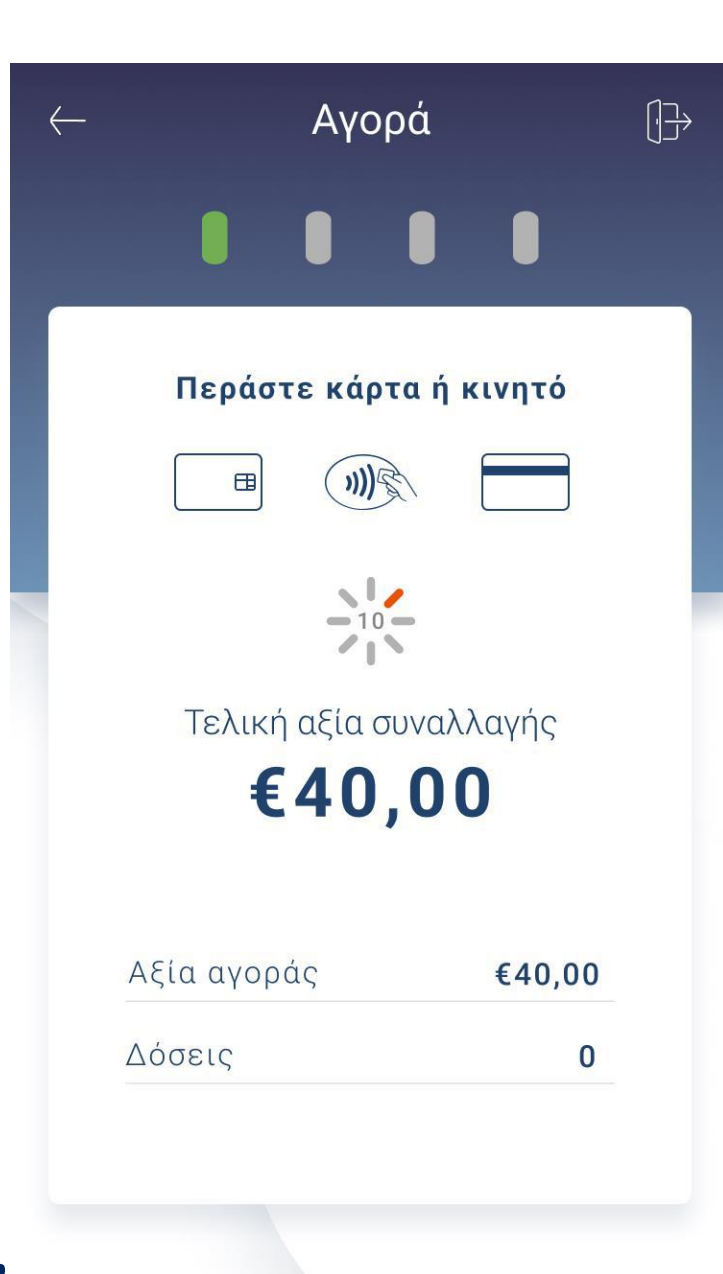 Αγορά
Περάστε κάρτα ή κινητό
10
Τελική αξία συναλλαγής
€40,00
Αξία αγοράς €40,00
Δόσεις 0